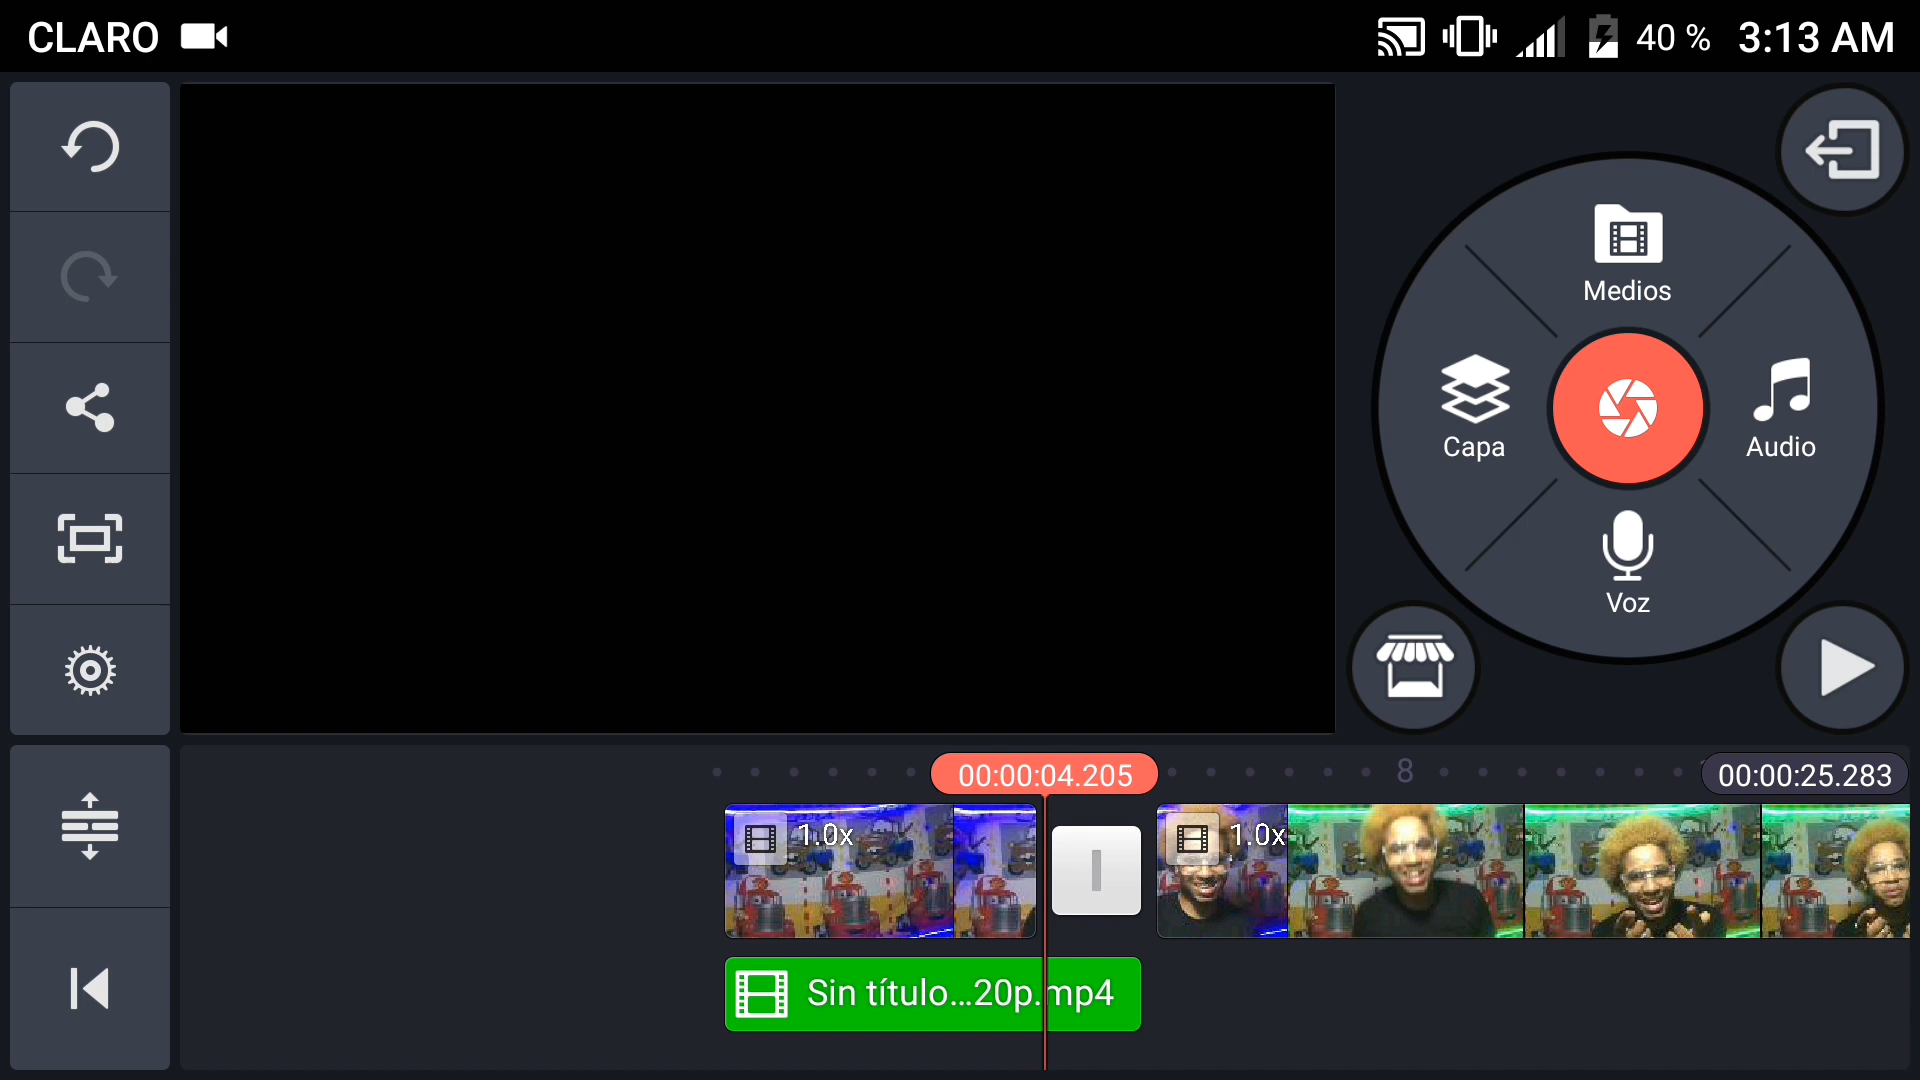 CLARO 40 % 3:13 AM
Medios
Capa
Audio
Voz
00:00:04.205 8 00:00:25.283
1.0x 1.0x
Sin título...20p.mp4